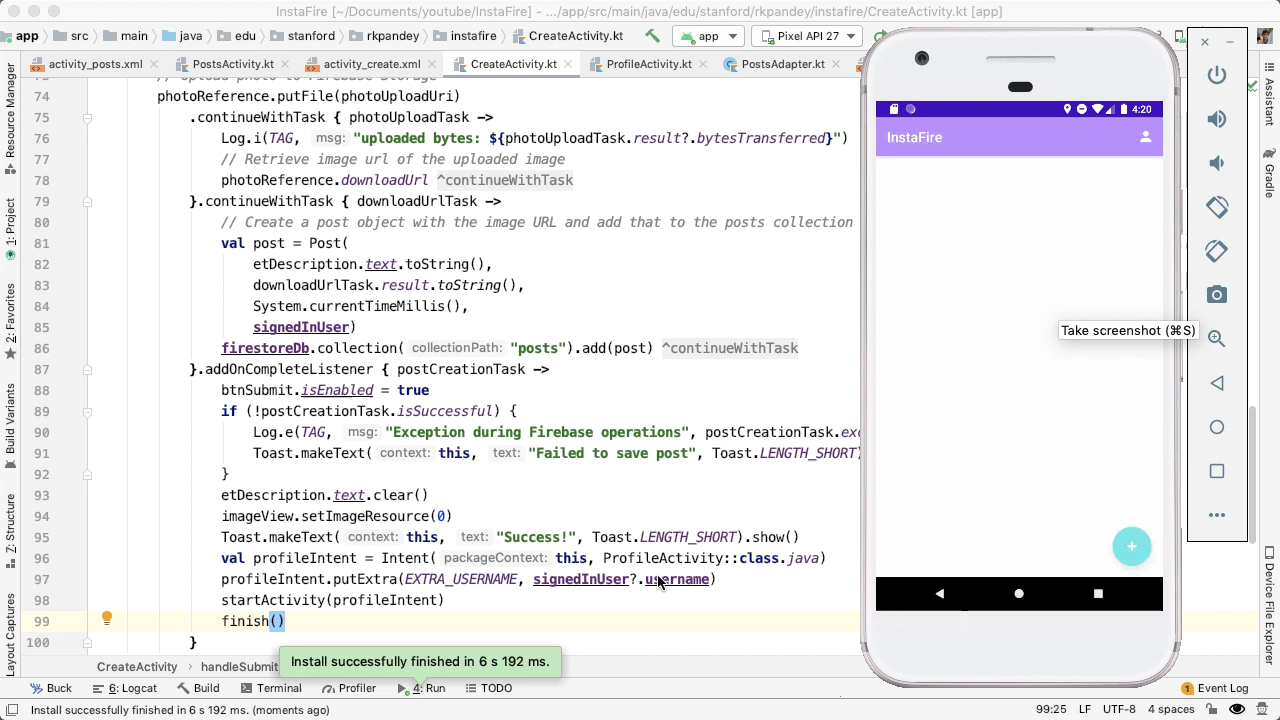 InstaFire [~/Documents/youtube/InstaFire] - .../app/src/main/java/edu/stanford/rkpandey/instafire/CreateActivity.kt [app]
app src main java edu stanford rkpandey instafire CreateActivity.kt app Pixel API 27
activity_posts.xml PostsActivity.kt activity_create.xml CreateActivity.kt ProfileActivity.kt PostsAdapter.kt
74 photoReference.putFile(photoUploadUri)
75 .continueWithTask { photoUploadTask ->
76 Log.i(TAG, msg: "uploaded bytes: ${photoUploadTask.result?.bytesTransferred}")
77 // Retrieve image url of the uploaded image
78 photoReference.downloadUrl ^continueWithTask
79 }.continueWithTask { downloadUrlTask ->
80 // Create a post object with the image URL and add that to the posts collection
81 val post = Post(
82 etDescription.text.toString(),
83 downloadUrlTask.result.toString(),
84 System.currentTimeMillis(),
85 signedInUser)
86 firestoreDb.collection( collectionPath: "posts").add(post) ^continueWithTask
87 }.addOnCompleteListener { postCreationTask ->
88 btnSubmit.isEnabled = true
89 if (!postCreationTask.isSuccessful) {
90 Log.e(TAG, msg: "Exception during Firebase operations", postCreationTask.exc
91 Toast.makeText( context: this, text: "Failed to save post", Toast.LENGTH_SHORT)
92 }
93 etDescription.text.clear()
94 imageView.setImageResource(0)
95 Toast.makeText( context: this, text: "Success!", Toast.LENGTH_SHORT).show()
96 val profileIntent = Intent( packageContext: this, ProfileActivity::class.java)
97 profileIntent.putExtra(EXTRA_USERNAME, signedInUser?.username)
98 startActivity(profileIntent)
99 finish()
100 }
CreateActivity handleSubmit
Install successfully finished in 6 s 192 ms.
Buck 6: Logcat Build Terminal Profiler 4: Run TODO 1 Event Log
Install successfully finished in 6 s 192 ms. (moments ago) 99:25 LF UTF-8 4 spaces
Resource Manager
1: Project
2: Favorites
Build Variants
7: Structure
Layout Captures
4:20
InstaFire
Take screenshot (⌘S)
+
Assistant
Gradle
Device File Explorer